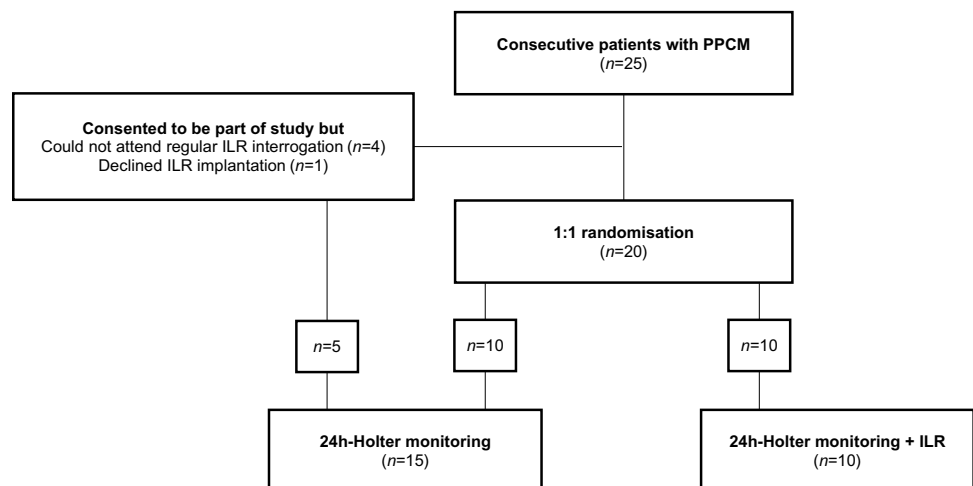 Consecutive patients with PPCM
(n=25)
Consented to be part of study but
Could not attend regular ILR interrogation (n=4)
Declined ILR implantation (n=1)
1:1 randomisation
(n=20)
n=5
n=10
n=10
24h-Holter monitoring
(n=15)
24h-Holter monitoring + ILR
(n=10)